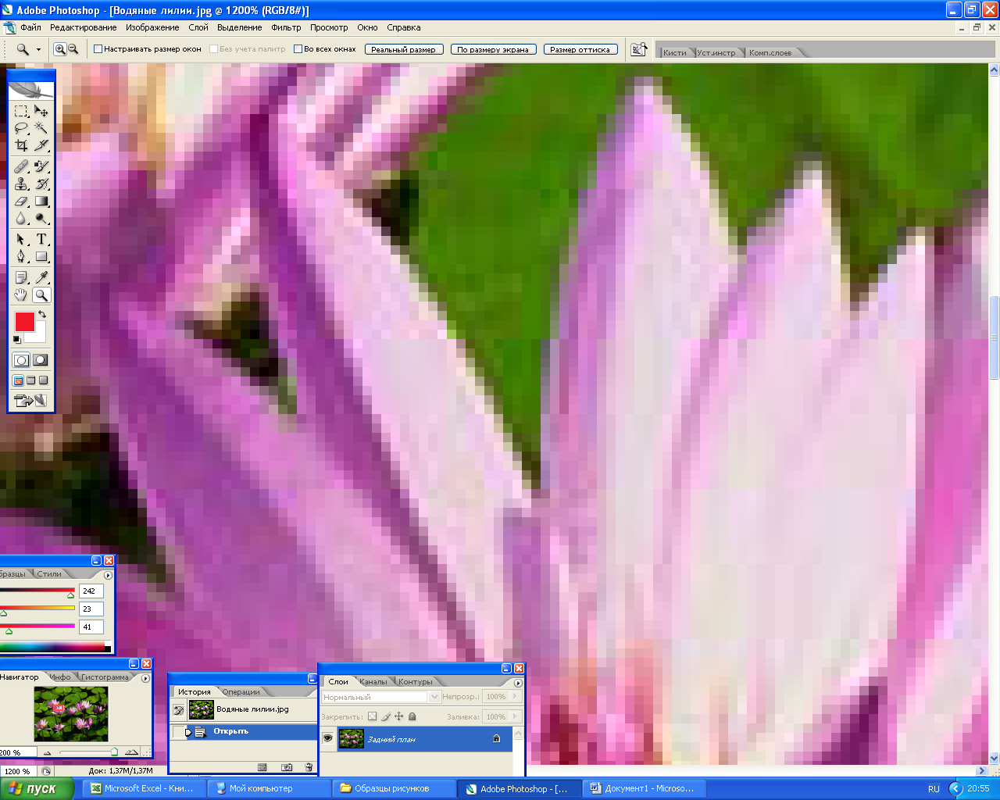 Adobe Photoshop - [Водяные лилии.jpg @ 1200% (RGB/8#)]
Файл Редактирование Изображение Слой Выделение Фильтр Просмотр Окно Справка
Настраивать размер окон Без учета палитр Во всех окнах Реальный размер По размеру экрана Размер оттиска Кисти Уст.инстр Комп.слоев
бразцы Стили
242
23
41
Навигатор Инфо Гистограмма
200 %
История Операции
Водяные лилии.jpg
Открыть
Слои Каналы Контуры
Нормальный Непрозр.: 100%
Закрепить: Заливка: 100%
Задний план
1200 % Док: 1,37M/1,37M
пуск Microsoft Excel - Кни... Мой компьютер Образцы рисунков Adobe Photoshop - [... Документ1 - Microso... RU 20:55